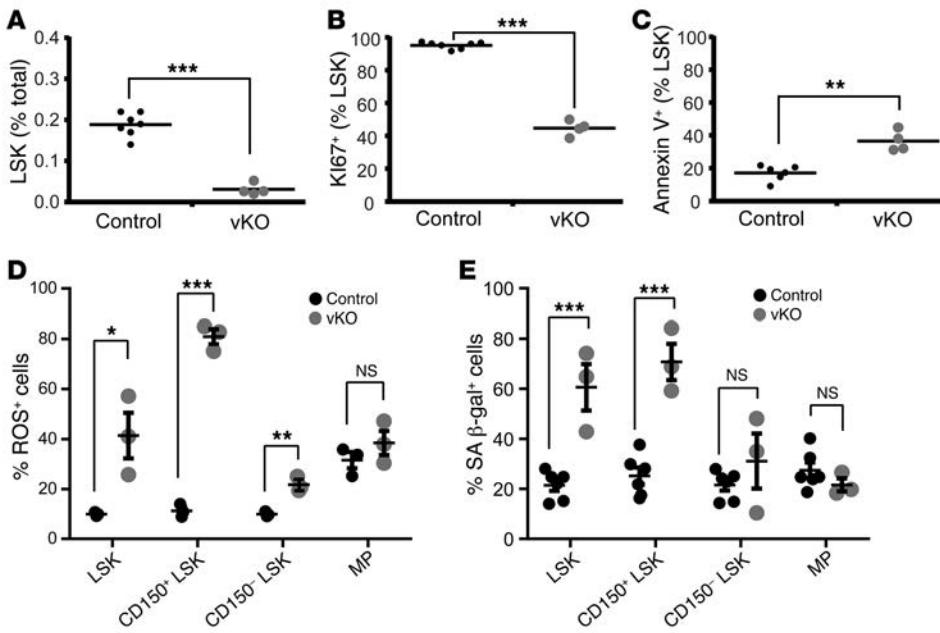 A
LSK (% total)
0.4
0.3
0.2
0.1
0.0
***
Control
vKO
B
KI67⁺ (% LSK)
100
80
60
40
20
0
***
Control
vKO
C
Annexin V⁺ (% LSK)
100
80
60
40
20
0
**
Control
vKO
D
% ROS⁺ cells
100
80
60
40
20
0
*
***
**
NS
Control
vKO
LSK
CD150⁺ LSK
CD150⁻ LSK
MP
E
% SA β-gal⁺ cells
100
80
60
40
20
0
***
***
NS
NS
Control
vKO
LSK
CD150⁺ LSK
CD150⁻ LSK
MP